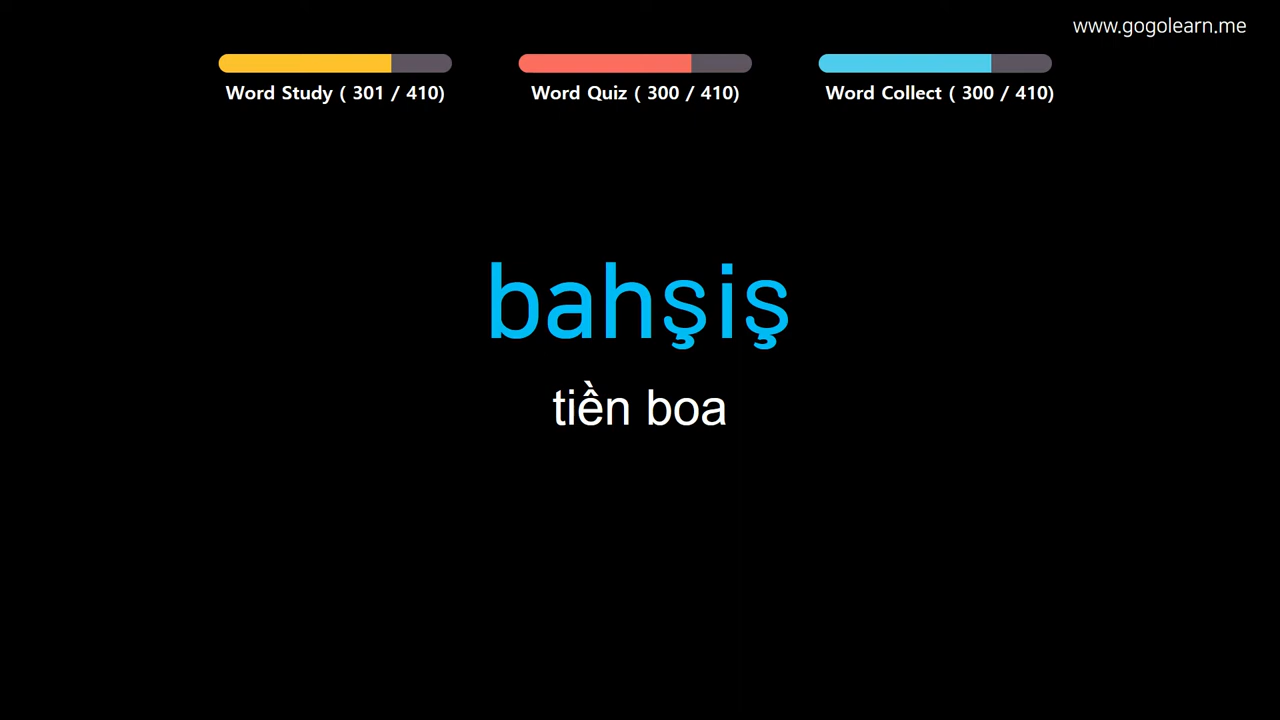 www.gogolearn.me
Word Study ( 301 / 410)
Word Quiz ( 300 / 410)
Word Collect ( 300 / 410)
bahşiş
tiền boa